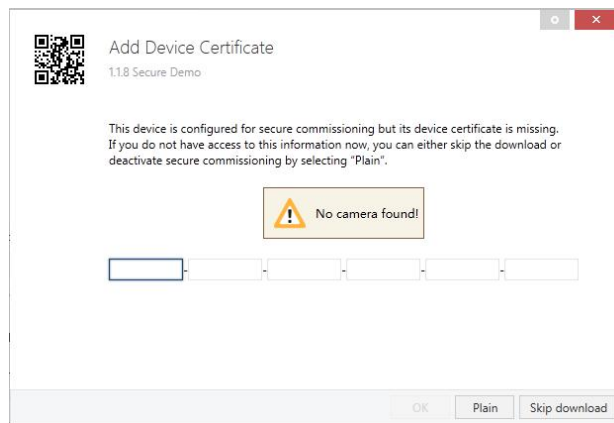 Add Device Certificate
1.1.8 Secure Demo
This device is configured for secure commissioning but its device certificate is missing.
If you do not have access to this information now, you can either skip the download or
deactivate secure commissioning by selecting "Plain".
No camera found!
- - - - -
OK Plain Skip download